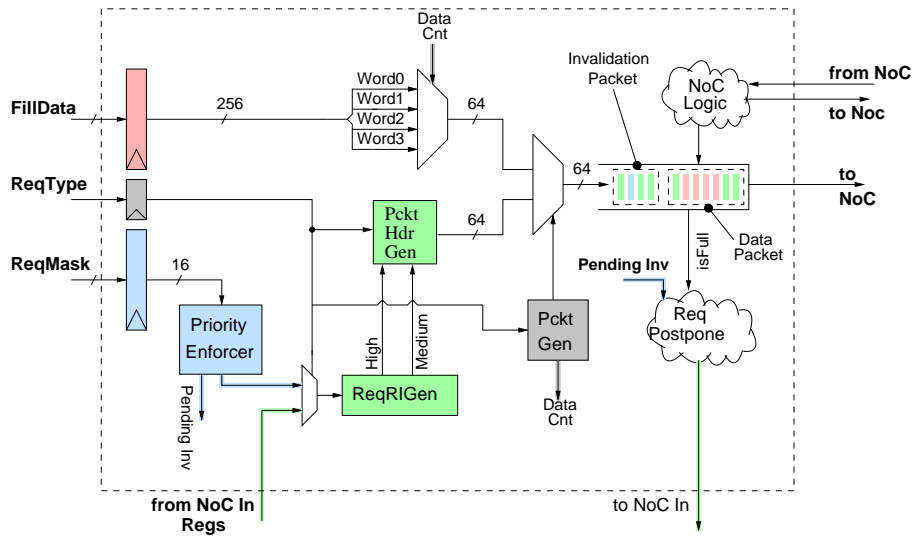 Data
Cnt
Invalidation
Packet
NoC
Logic
from NoC
to Noc
FillData
256
Word0
Word1
Word2
Word3
64
64
to
NoC
ReqType
Pckt
Hdr
Gen
64
Data
Packet
isFull
ReqMask
16
Pending Inv
Req
Postpone
Priority
Enforcer
High
Medium
Pckt
Gen
ReqRIGen
Pending Inv
Data
Cnt
from NoC In
Regs
to NoC In